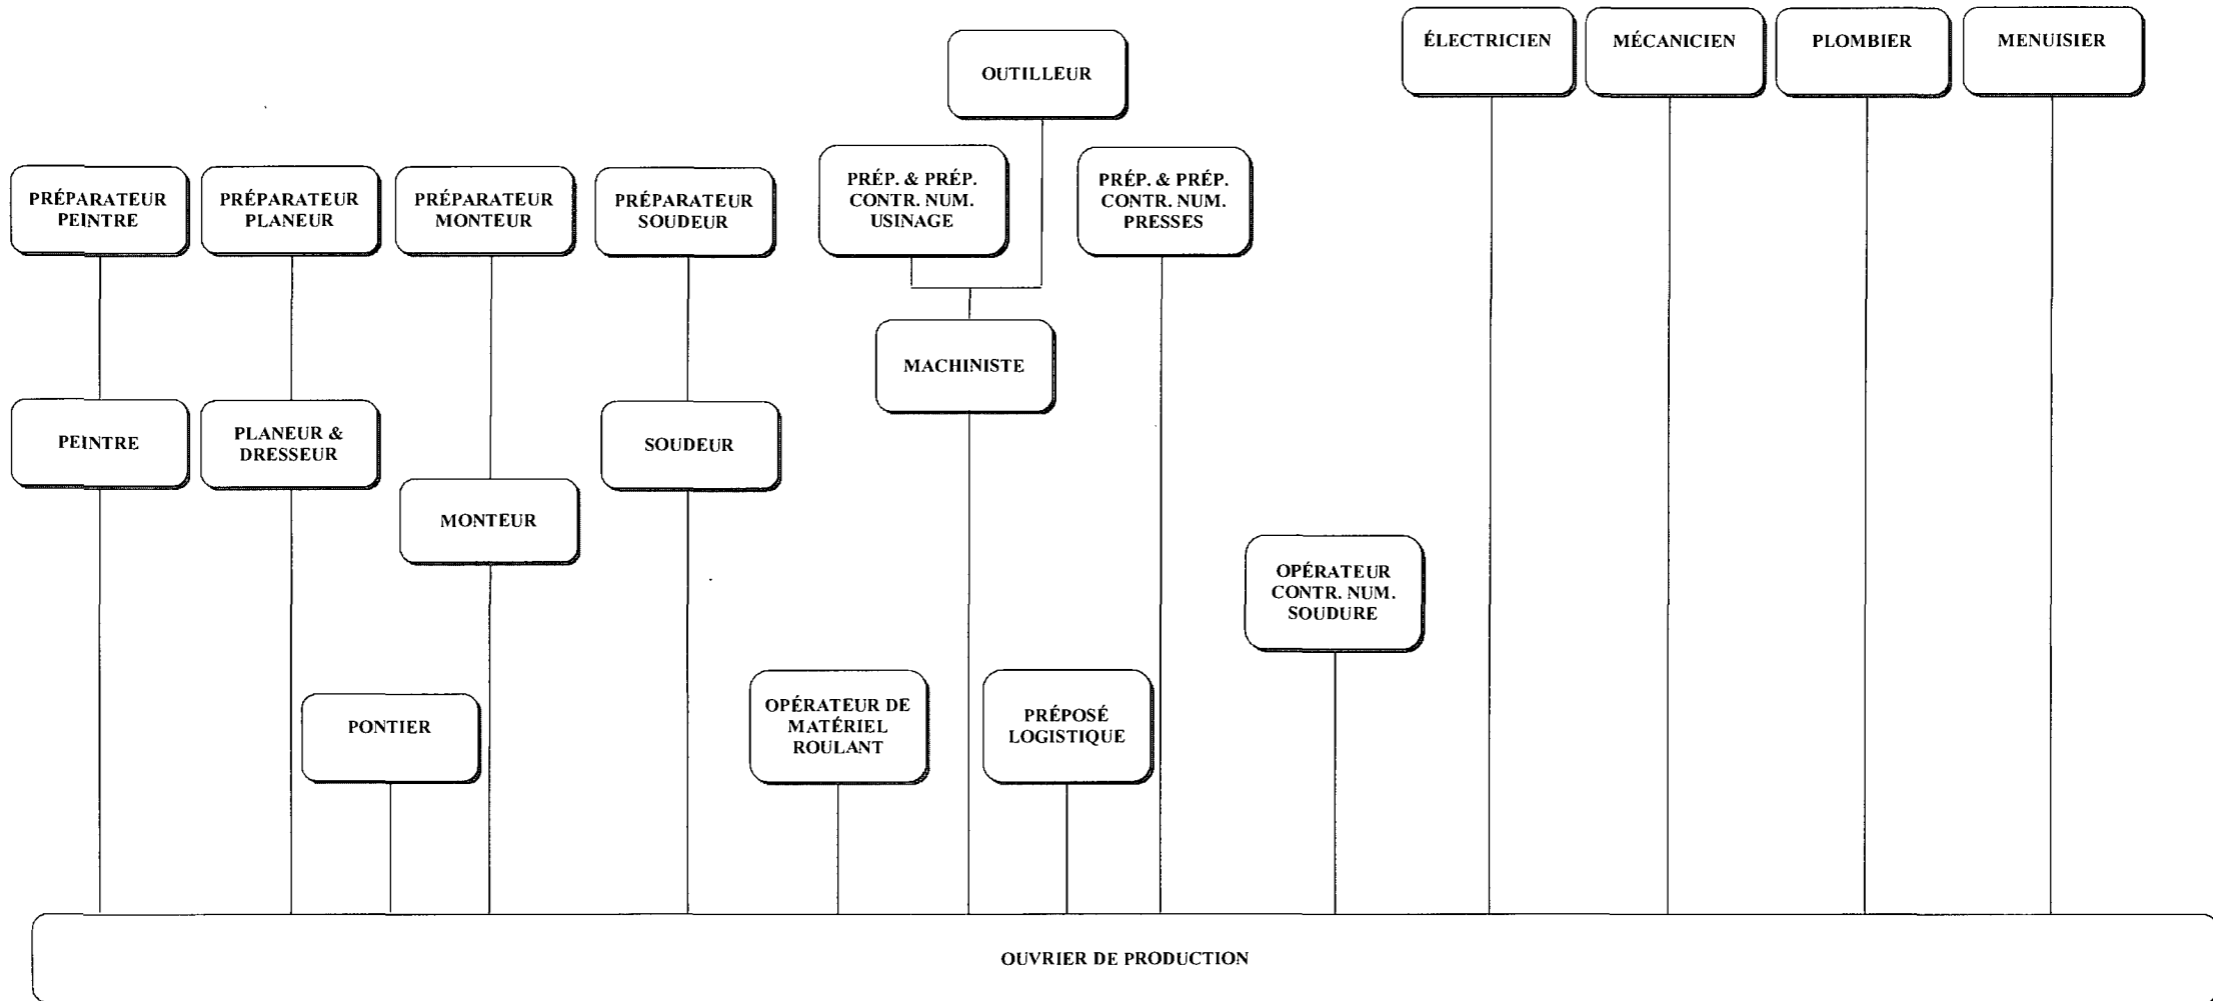 ÉLECTRICIEN
MÉCANICIEN
PLOMBIER
MENUISIER
OUTILLEUR
PRÉPARATEUR
PEINTRE
PRÉPARATEUR
PLANEUR
PRÉPARATEUR
MONTEUR
PRÉPARATEUR
SOUDEUR
PRÉP. & PRÉP.
CONTR. NUM.
USINAGE
PRÉP. & PRÉP.
CONTR. NUM.
PRESSES
MACHINISTE
PEINTRE
PLANEUR &
DRESSEUR
SOUDEUR
MONTEUR
OPÉRATEUR
CONTR. NUM.
SOUDURE
PONTIER
OPÉRATEUR DE
MATÉRIEL
ROULANT
PRÉPOSÉ
LOGISTIQUE
OUVRIER DE PRODUCTION